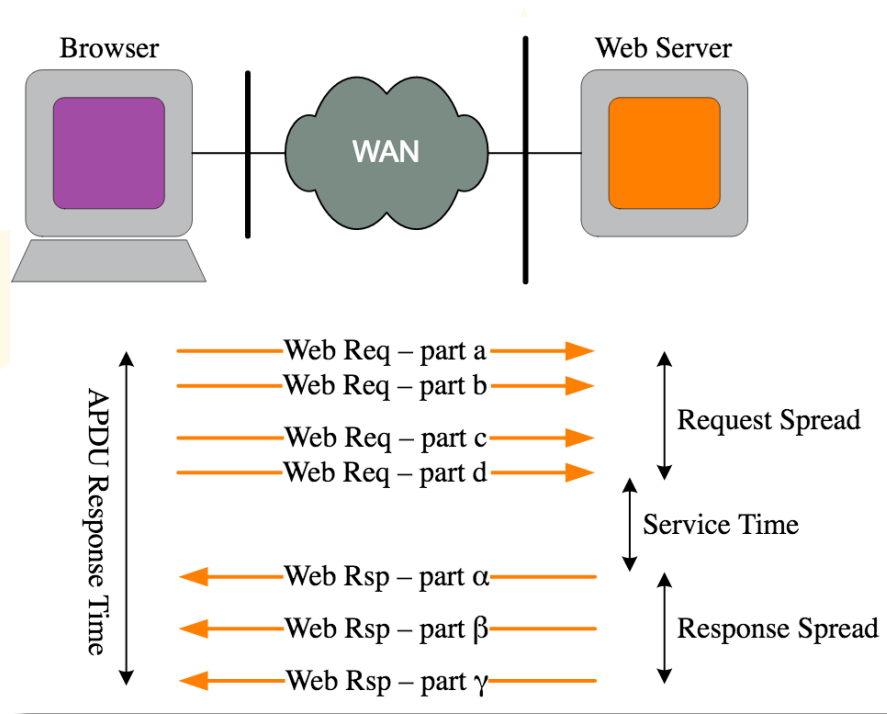 Browser
Web Server
WAN
Web Req – part a
Web Req – part b
Web Req – part c
Web Req – part d
Web Rsp – part α
Web Rsp – part β
Web Rsp – part γ
APDU Response Time
Request Spread
Service Time
Response Spread